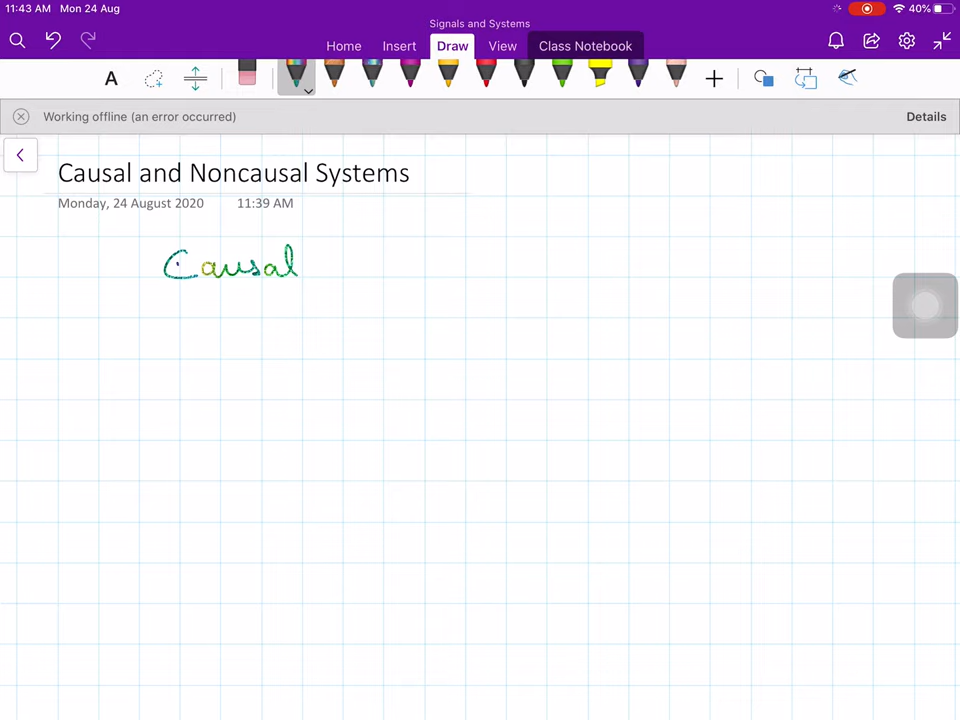 11:43 AM Mon 24 Aug 40%
Signals and Systems
Home Insert Draw View Class Notebook
A
Working offline (an error occurred) Details
Causal and Noncausal Systems
Monday, 24 August 2020 11:39 AM
Causal